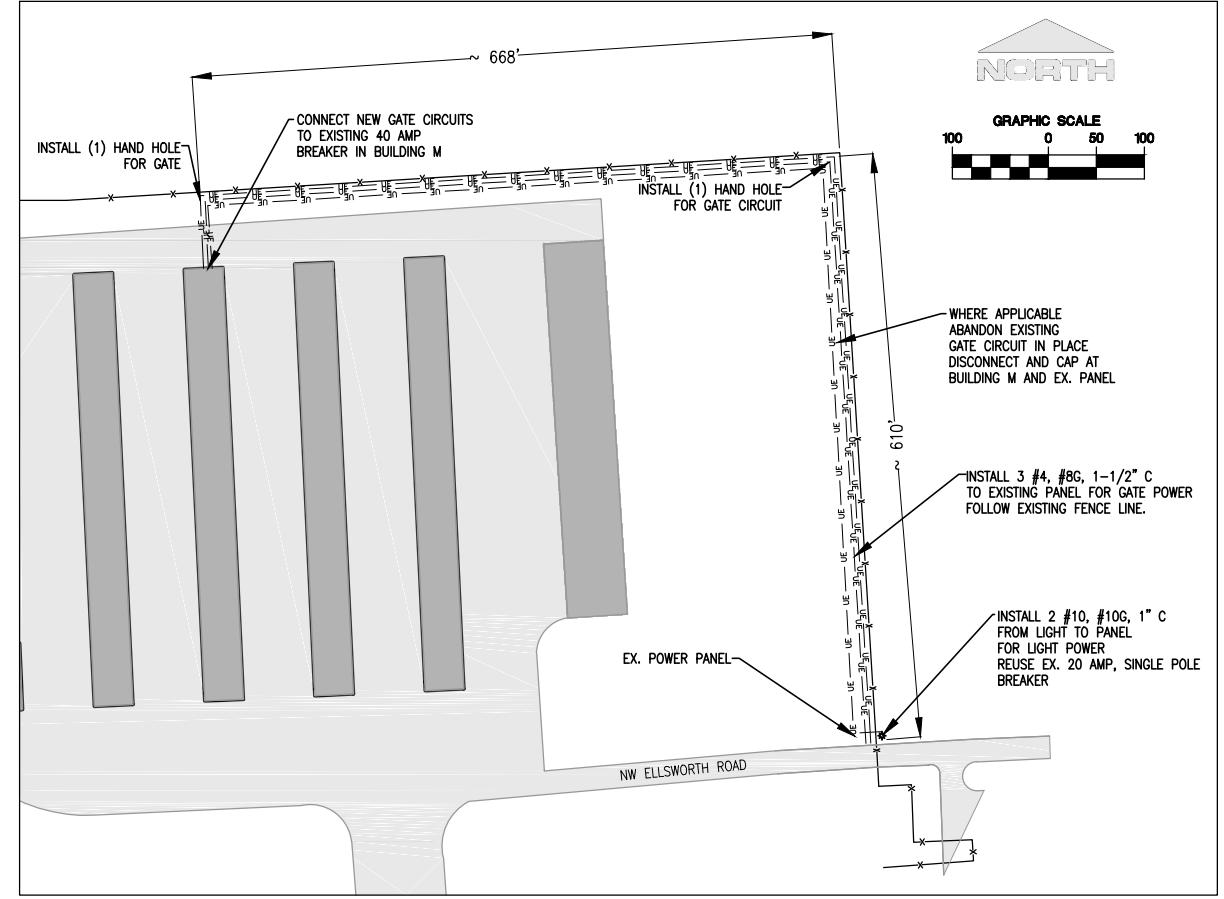 ~ 668'
NORTH
GRAPHIC SCALE
100 0 50 100
CONNECT NEW GATE CIRCUITS
TO EXISTING 40 AMP
BREAKER IN BUILDING M
INSTALL (1) HAND HOLE
FOR GATE
INSTALL (1) HAND HOLE
FOR GATE CIRCUIT
WHERE APPLICABLE
ABANDON EXISTING
GATE CIRCUIT IN PLACE
DISCONNECT AND CAP AT
BUILDING M AND EX. PANEL
~ 610'
INSTALL 3 #4, #8G, 1-1/2" C
TO EXISTING PANEL FOR GATE POWER
FOLLOW EXISTING FENCE LINE.
INSTALL 2 #10, #10G, 1" C
FROM LIGHT TO PANEL
FOR LIGHT POWER
REUSE EX. 20 AMP, SINGLE POLE
BREAKER
EX. POWER PANEL
NW ELLSWORTH ROAD
UE